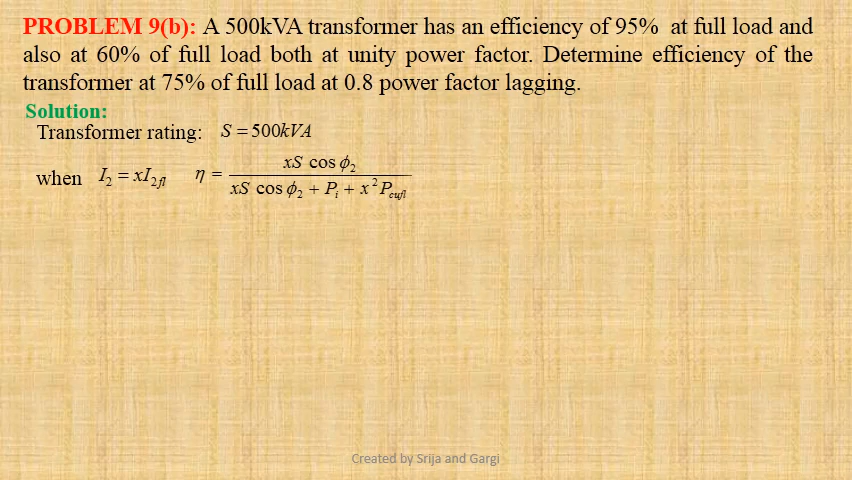 PROBLEM 9(b): A 500kVA transformer has an efficiency of 95% at full load and
also at 60% of full load both at unity power factor. Determine efficiency of the
transformer at 75% of full load at 0.8 power factor lagging.
Solution:
Transformer rating: S = 500kVA
when I₂ = xI₂fl η = xS cos ϕ₂ / (xS cos ϕ₂ + Pᵢ + x²P_cufl)
Created by Srija and Gargi